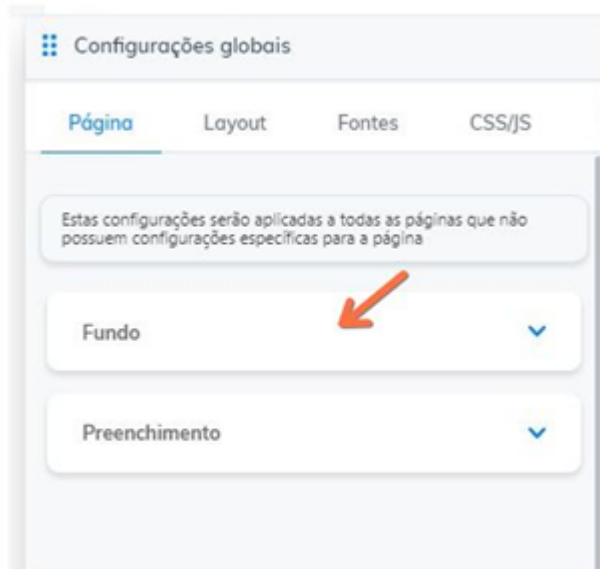 Configurações globais
Página Layout Fontes CSS/JS
Estas configurações serão aplicadas a todas as páginas que não
possuem configurações específicas para a página
Fundo
Preenchimento